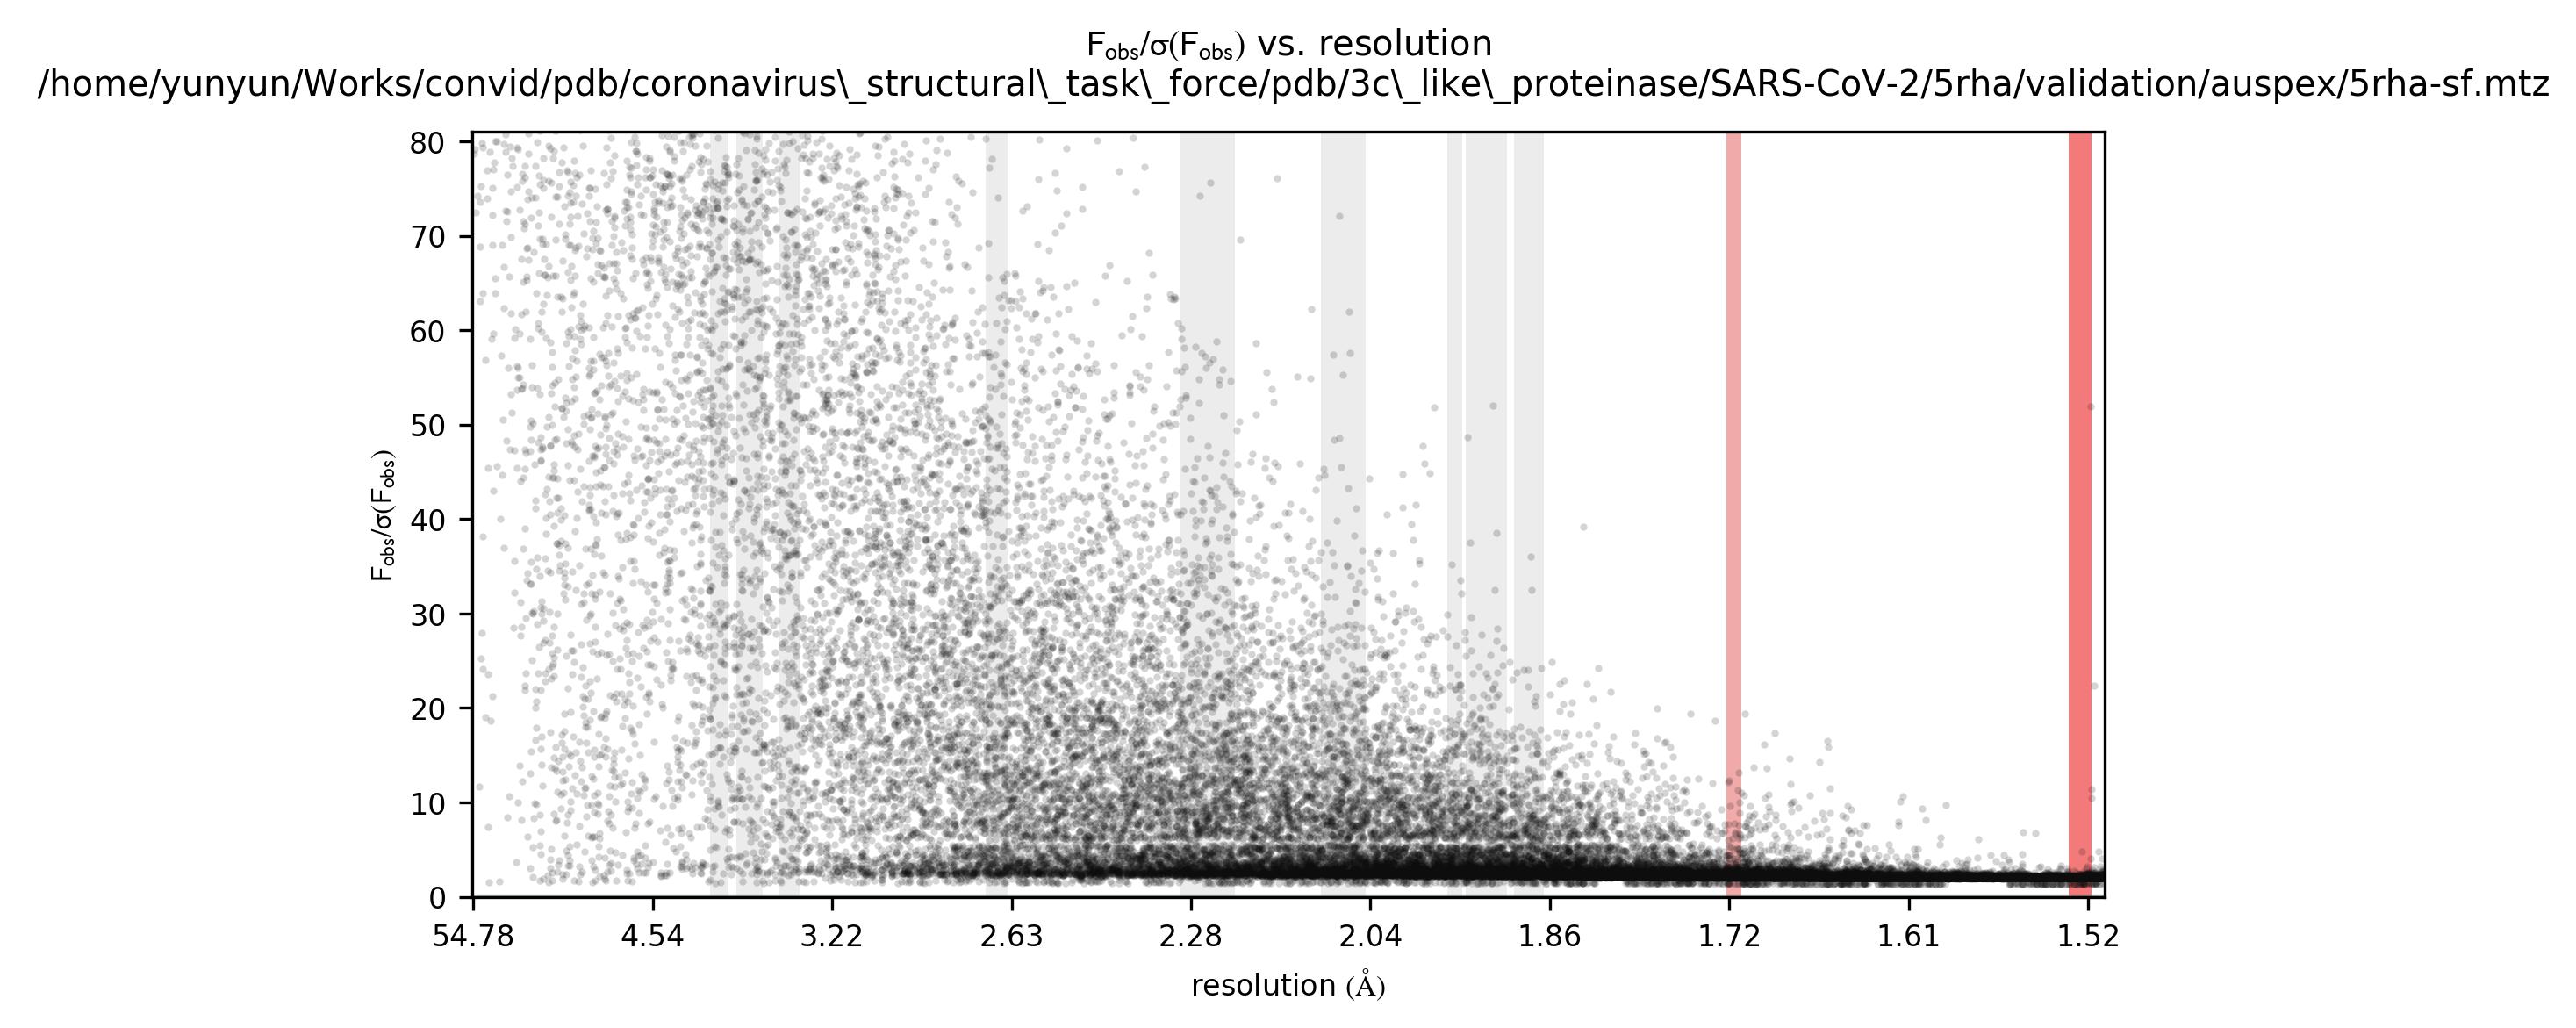 Fobs/σ(Fobs) vs. resolution
/home/yunyun/Works/convid/pdb/coronavirus\_structural\_task\_force/pdb/3c\_like\_proteinase/SARS-CoV-2/5rha/validation/auspex/5rha-sf.mtz
80
70
60
50
40
30
20
10
0
Fobs/σ(Fobs)
54.78 4.54 3.22 2.63 2.28 2.04 1.86 1.72 1.61 1.52
resolution (Å)